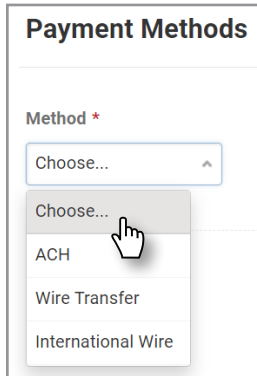 Payment Methods
Method *
Choose...
Choose...
ACH
Wire Transfer
International Wire